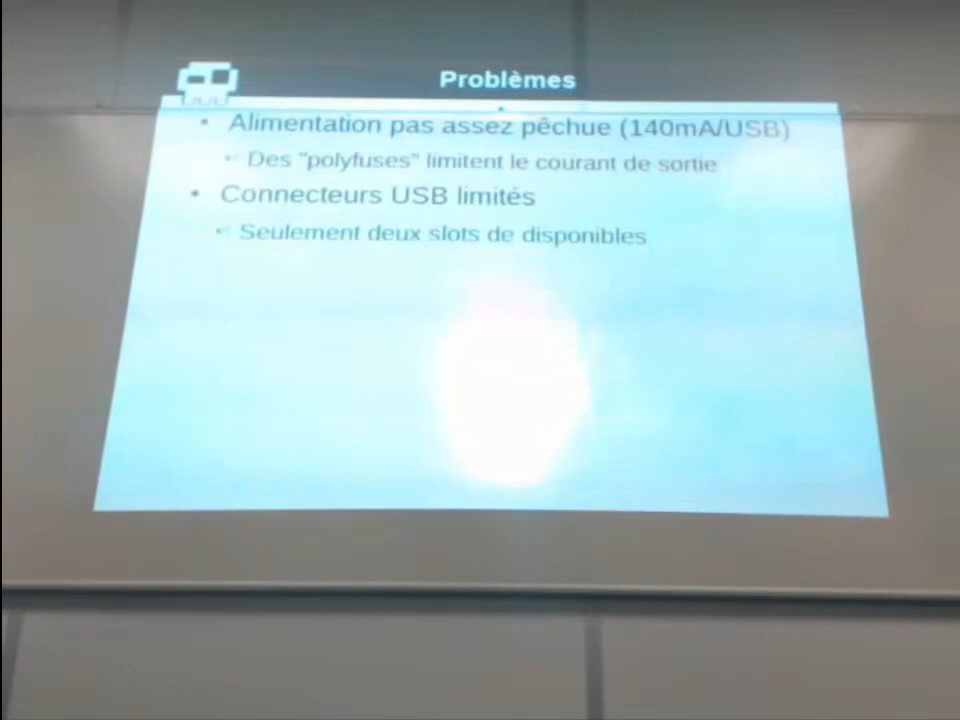 Problèmes
• Alimentation pas assez pêchue (140mA/USB)
Des "polyfuses" limitent le courant de sortie
• Connecteurs USB limités
Seulement deux slots de disponibles